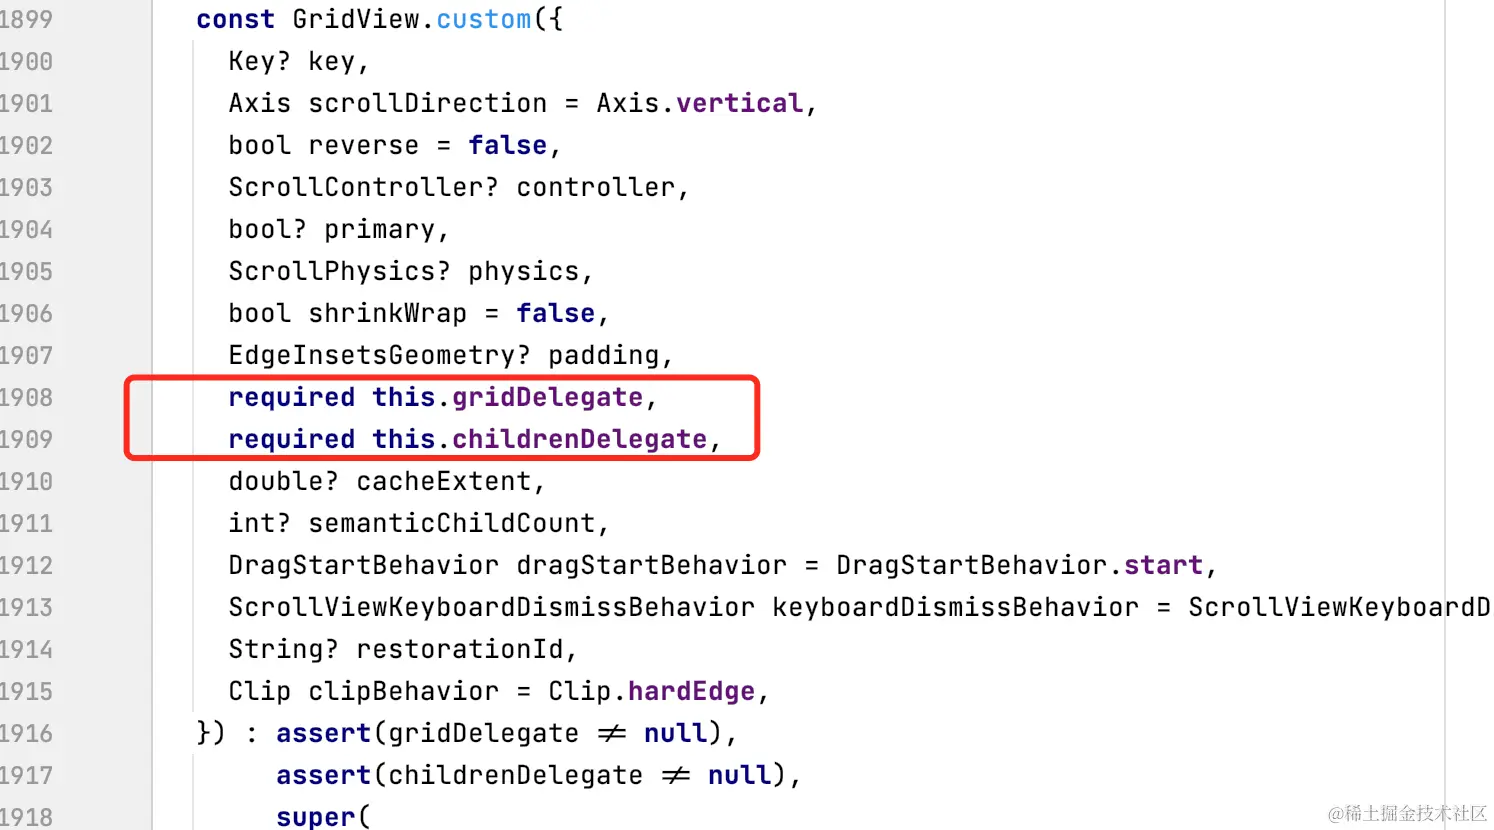 1899 const GridView.custom({
1900 Key? key,
1901 Axis scrollDirection = Axis.vertical,
1902 bool reverse = false,
1903 ScrollController? controller,
1904 bool? primary,
1905 ScrollPhysics? physics,
1906 bool shrinkWrap = false,
1907 EdgeInsetsGeometry? padding,
1908 required this.gridDelegate,
1909 required this.childrenDelegate,
1910 double? cacheExtent,
1911 int? semanticChildCount,
1912 DragStartBehavior dragStartBehavior = DragStartBehavior.start,
1913 ScrollViewKeyboardDismissBehavior keyboardDismissBehavior = ScrollViewKeyboardD
1914 String? restorationId,
1915 Clip clipBehavior = Clip.hardEdge,
1916 }) : assert(gridDelegate ≠ null),
1917 assert(childrenDelegate ≠ null),
1918 super(
@稀土掘金技术社区